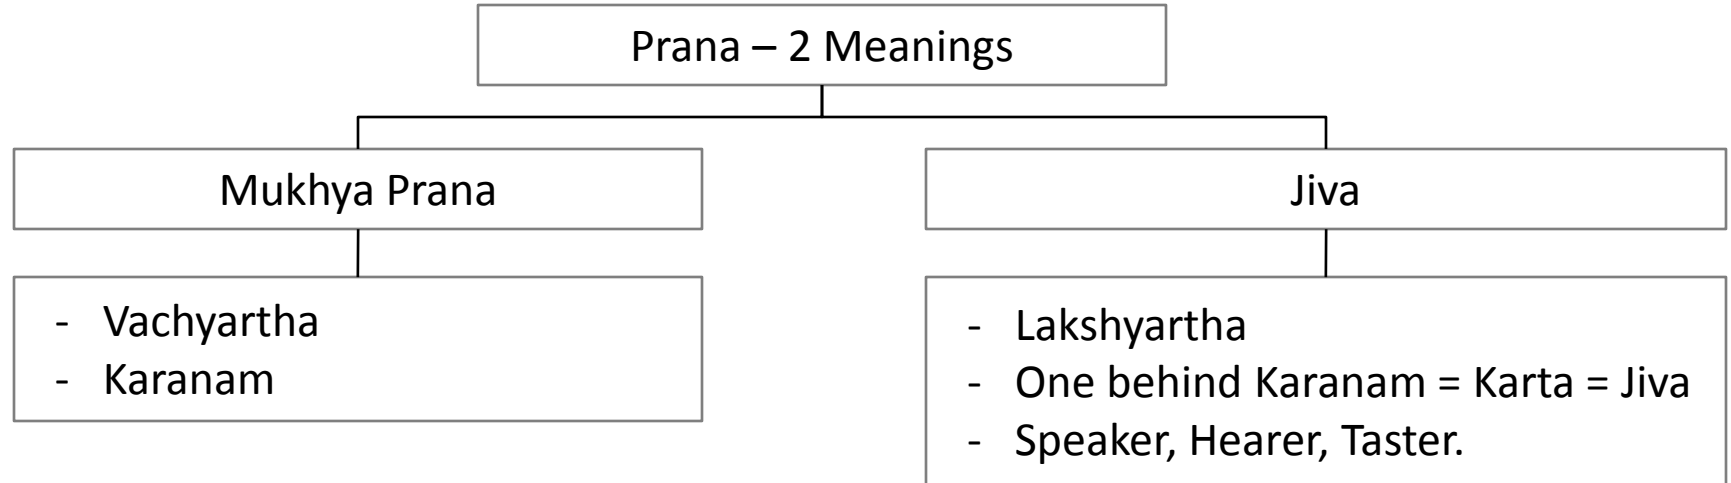 Prana – 2 Meanings
Mukhya Prana
Jiva
- Vachyartha
- Karanam
- Lakshyartha
- One behind Karanam = Karta = Jiva
- Speaker, Hearer, Taster.